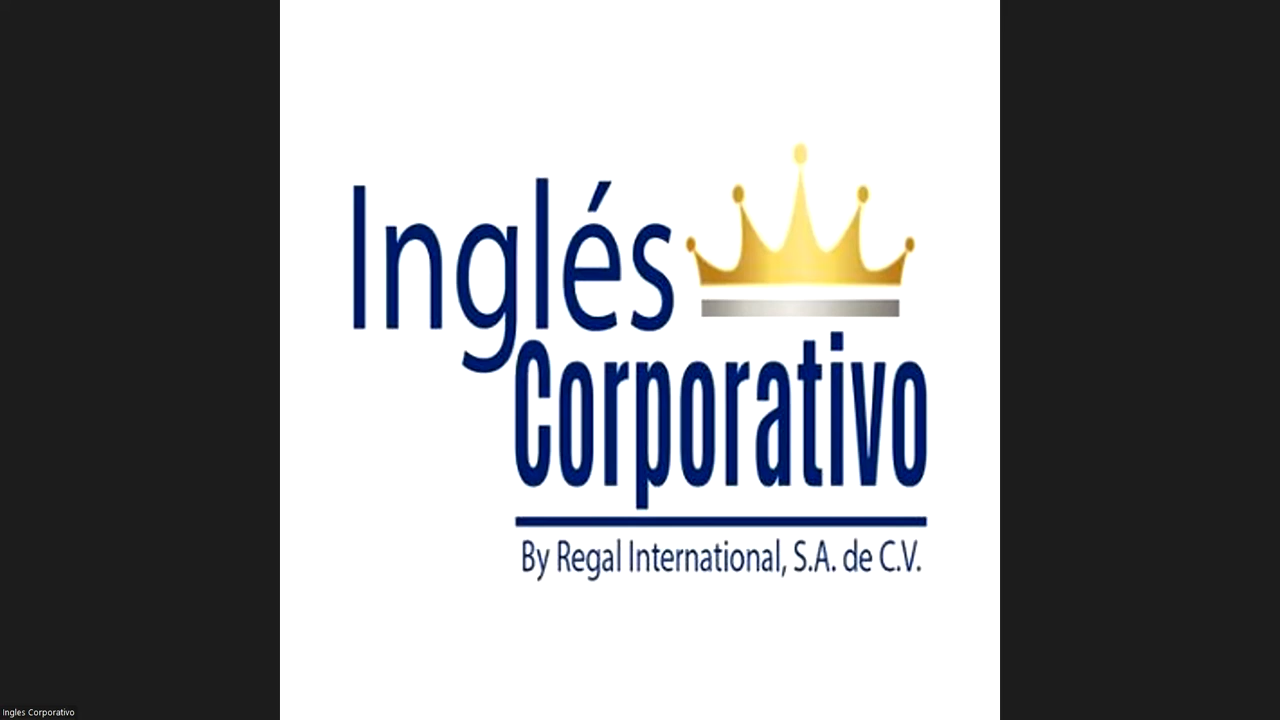 Inglés
Corporativo
By Regal International, S.A. de C.V.
Ingles Corporativo